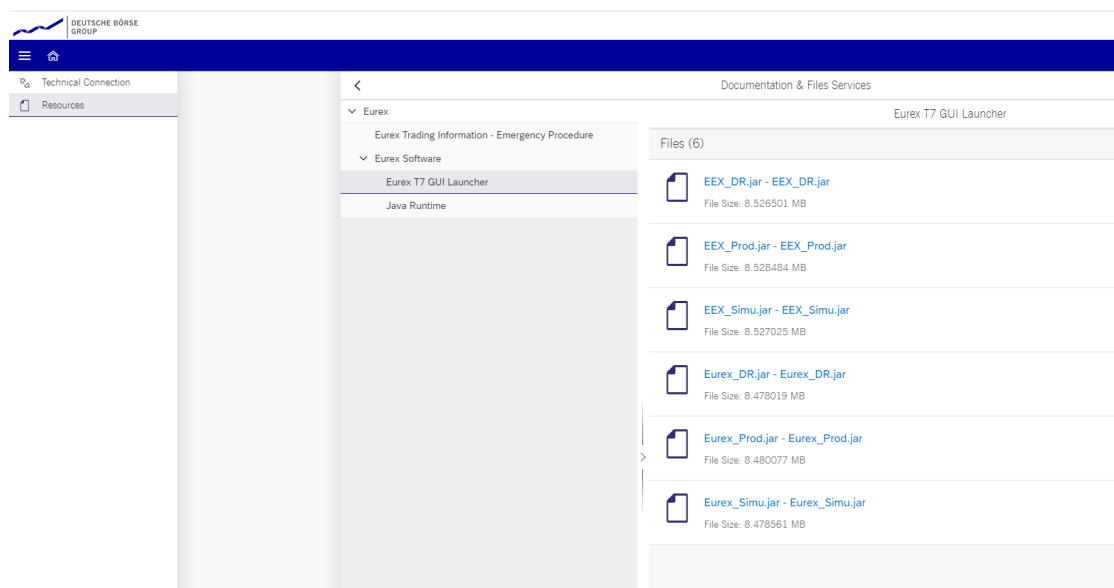 DEUTSCHE BÖRSE
GROUP
Technical Connection
Resources
Documentation & Files Services
Eurex
Eurex Trading Information - Emergency Procedure
Eurex Software
Eurex T7 GUI Launcher
Java Runtime
Eurex T7 GUI Launcher
Files (6)
EEX_DR.jar - EEX_DR.jar
File Size: 8.526501 MB
EEX_Prod.jar - EEX_Prod.jar
File Size: 8.528484 MB
EEX_Simu.jar - EEX_Simu.jar
File Size: 8.527025 MB
Eurex_DR.jar - Eurex_DR.jar
File Size: 8.478019 MB
Eurex_Prod.jar - Eurex_Prod.jar
File Size: 8.480077 MB
Eurex_Simu.jar - Eurex_Simu.jar
File Size: 8.478561 MB